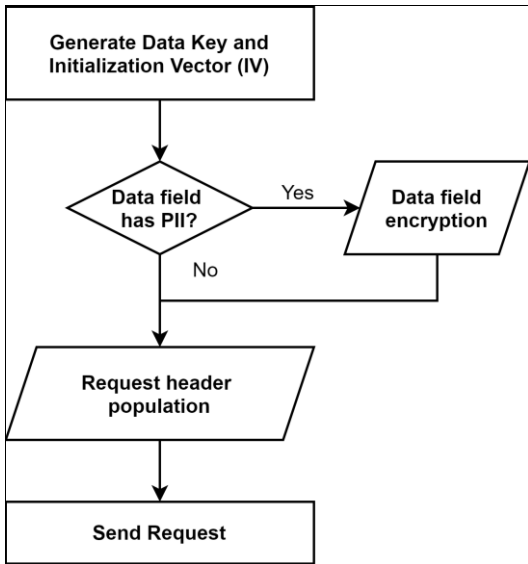 Generate Data Key and
Initialization Vector (IV)
Data field
has PII?
Yes
Data field
encryption
No
Request header
population
Send Request